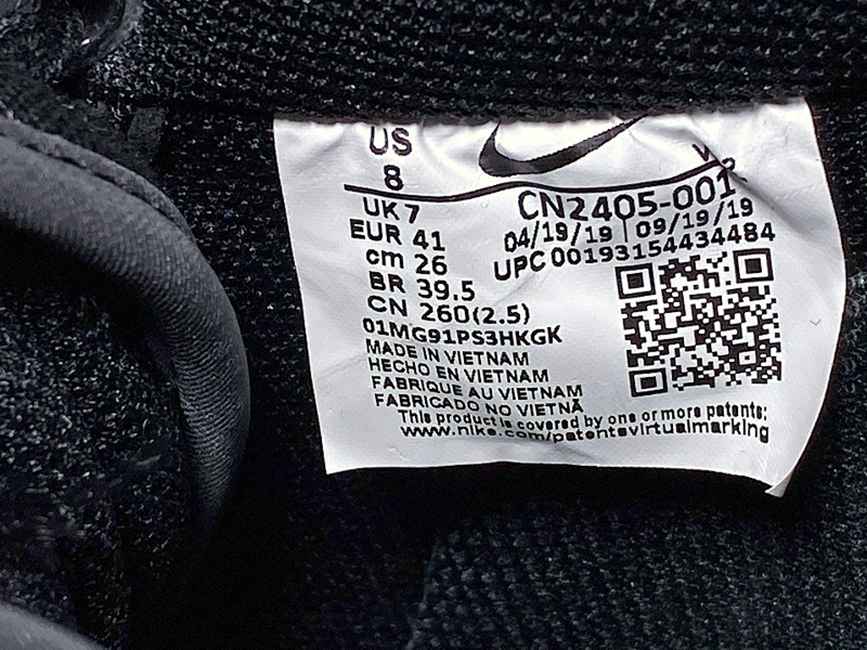 US
8
UK 7
EUR 41
cm 26
BR 39.5
CN 260(2.5)
CN2405-001
04/19/19 | 09/19/19
UPC 00193154434484
01MG91PS3HKGK
MADE IN VIETNAM
HECHO EN VIETNAM
FABRIQUE AU VIETNAM
FABRICADO NO VIETNÃ
This product is covered by one or more patents:
www.nike.com/patentsvirtualmarking